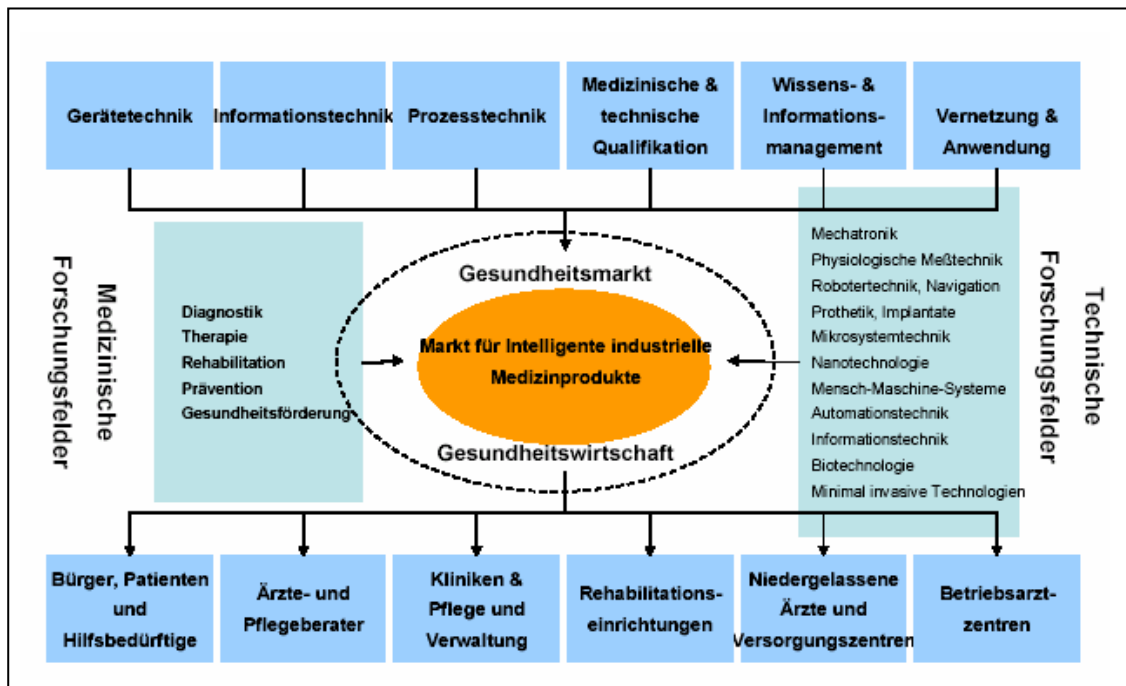 Gerätetechnik
Informationstechnik
Prozesstechnik
Medizinische &
technische
Qualifikation
Wissens- &
Informations-
management
Vernetzung &
Anwendung
Medizinische
Forschungsfelder
Diagnostik
Therapie
Rehabilitation
Prävention
Gesundheitsförderung
Gesundheitsmarkt
Markt für Intelligente industrielle
Medizinprodukte
Gesundheitswirtschaft
Mechatronik
Physiologische Meßtechnik
Robotertechnik, Navigation
Prothetik, Implantate
Mikrosystemtechnik
Nanotechnologie
Mensch-Maschine-Systeme
Automationstechnik
Informationstechnik
Biotechnologie
Minimal invasive Technologien
Technische
Forschungsfelder
Bürger, Patienten
und
Hilfsbedürftige
Ärzte- und
Pflegeberater
Kliniken &
Pflege und
Verwaltung
Rehabilitations-
einrichtungen
Niedergelassene
Ärzte und
Versorgungszentren
Betriebsarzt-
zentren